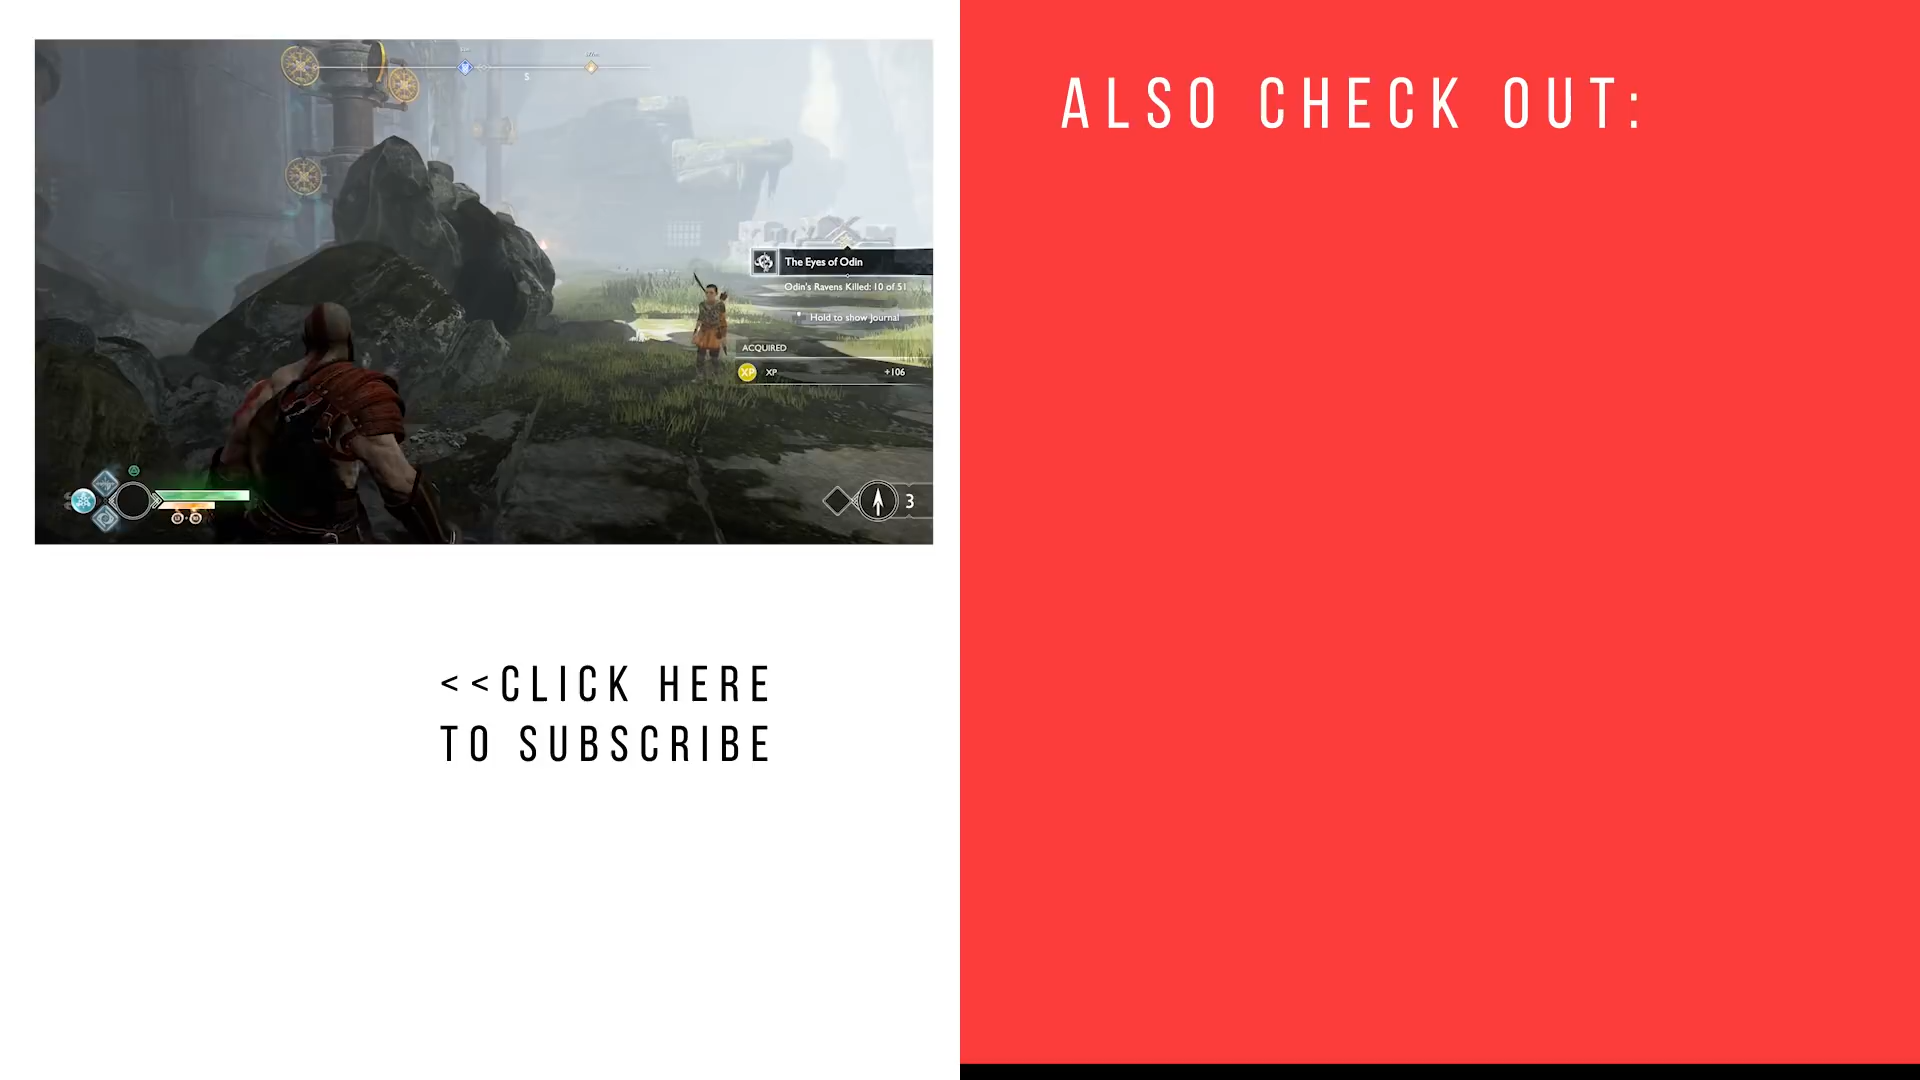 S
The Eyes of Odin
Odin's Ravens Killed: 10 of 51
Hold to show Journal
ACQUIRED
XP XP +106
3
ALSO CHECK OUT:
<<CLICK HERE
TO SUBSCRIBE